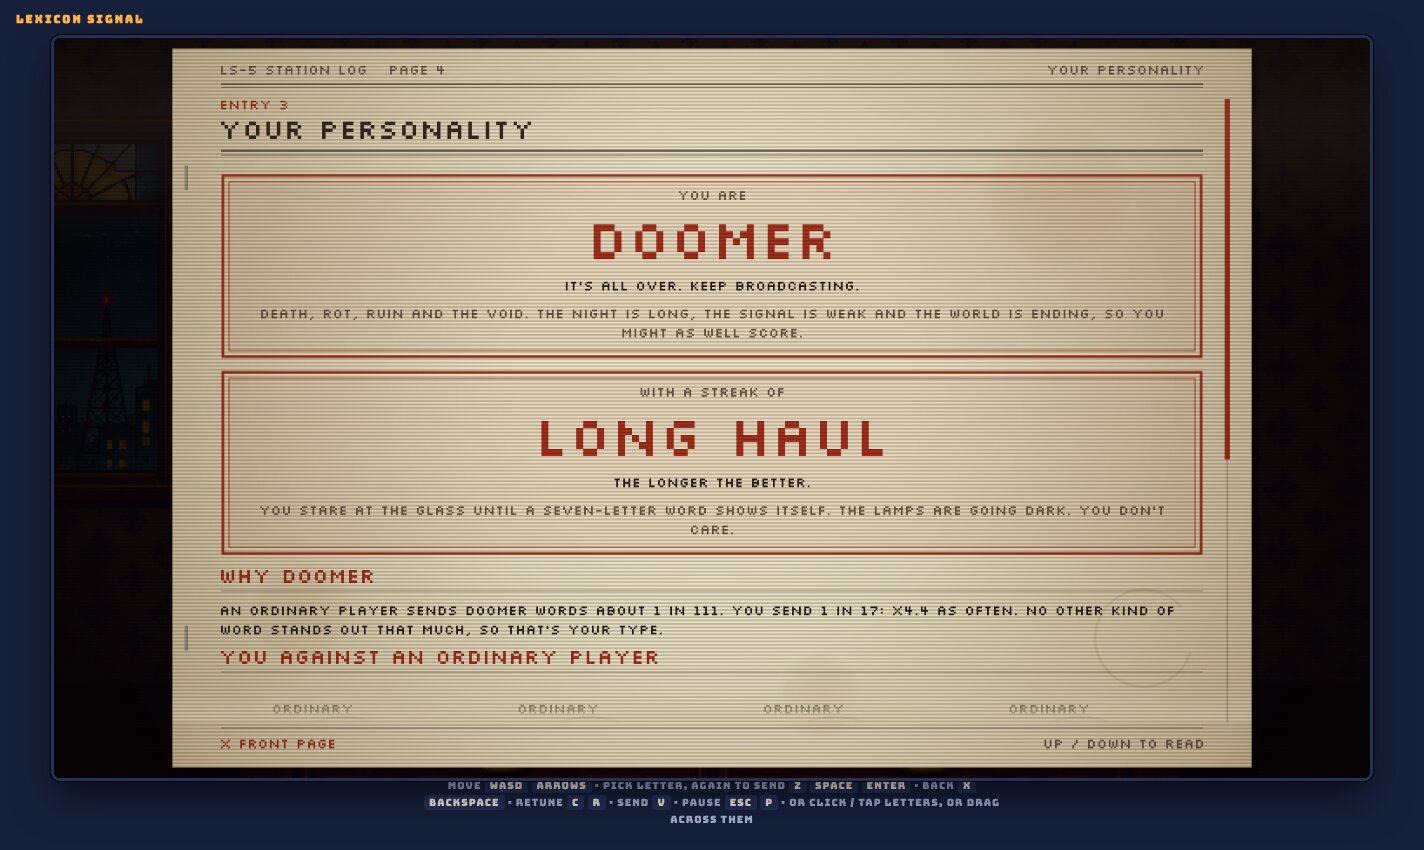 LEXICON SIGNAL
LS-5 STATION LOG PAGE 4
YOUR PERSONALITY
ENTRY 3
YOUR PERSONALITY
YOU ARE
DOOMER
IT'S ALL OVER. KEEP BROADCASTING.
DEATH, ROT, RUIN AND THE VOID. THE NIGHT IS LONG, THE SIGNAL IS WEAK AND THE WORLD IS ENDING, SO YOU
MIGHT AS WELL SCORE.
WITH A STREAK OF
LONG HAUL
THE LONGER THE BETTER.
YOU STARE AT THE GLASS UNTIL A SEVEN-LETTER WORD SHOWS ITSELF. THE LAMPS ARE GOING DARK. YOU DON'T
CARE.
WHY DOOMER
AN ORDINARY PLAYER SENDS DOOMER WORDS ABOUT 1 IN 111. YOU SEND 1 IN 17: X4.4 AS OFTEN. NO OTHER KIND OF
WORD STANDS OUT THAT MUCH, SO THAT'S YOUR TYPE.
YOU AGAINST AN ORDINARY PLAYER
ORDINARY ORDINARY ORDINARY ORDINARY
X FRONT PAGE
UP / DOWN TO READ
MOVE WASD ARROWS · PICK LETTER, AGAIN TO SEND Z SPACE ENTER · BACK X
BACKSPACE · RETUNE C R · SEND V · PAUSE ESC P · OR CLICK / TAP LETTERS, OR DRAG
ACROSS THEM